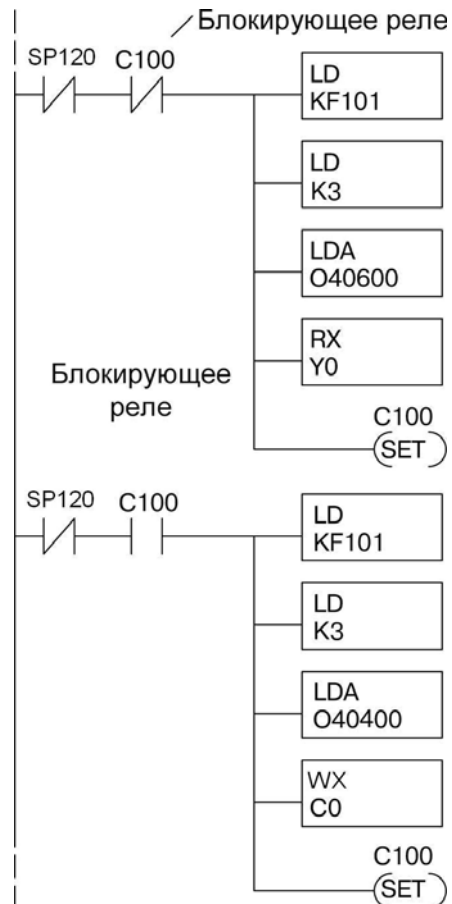 Блокирующее реле
SP120 C100
LD
KF101
LD
K3
LDA
O40600
RX
Y0
Блокирующее
реле
C100
SET
SP120 C100
LD
KF101
LD
K3
LDA
O40400
WX
C0
C100
SET